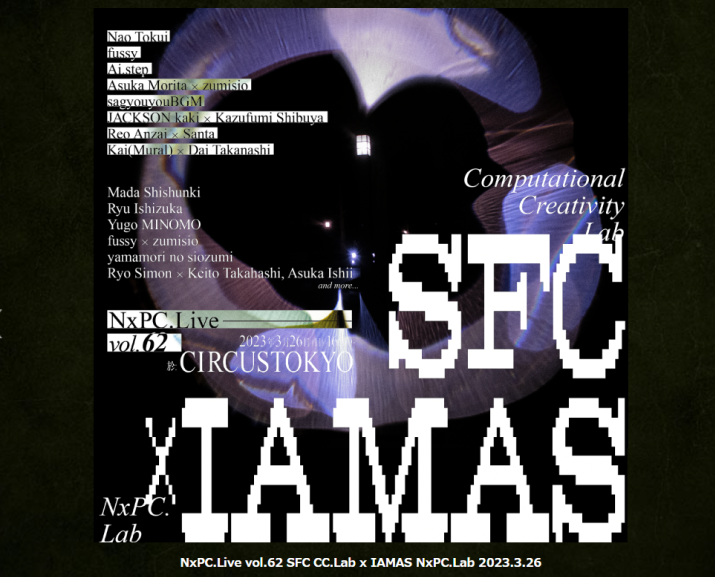 Nao Tokui
fussy
Ai.step
Asuka Morita × zumisio
sagyouyouBGM
JACKSON kaki × Kazufumi Shibuya
Reo Anzai × Santa
Kai(Mural) × Dai Takanashi
Mada Shishunki
Ryu Ishizuka
Yugo MINOMO
fussy × zumisio
yamamori no siozumi
Ryo Simon × Keito Takahashi, Asuka Ishii
and more...
Computational
Creativity
Lab
SFC
NxPC.Live
vol.62
2023 3.26
於: CIRCUSTOKYO
X IAMAS
NxPC.
Lab
NxPC.Live vol.62 SFC CC.Lab x IAMAS NxPC.Lab 2023.3.26